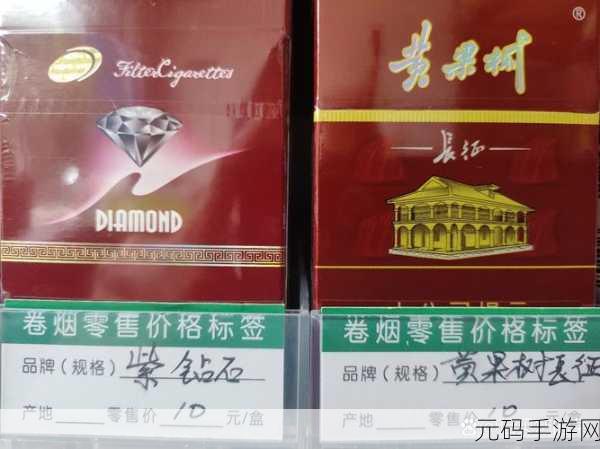 Filter Cigarettes
DIAMOND
卷烟零售价格标签
品牌（规格） 紫钻石
产地 零售价 10 元/盒
黄果树
®
長征
卷烟零售价格标签
品牌（规格） 黄果树長征
产地 零售价 10
元码手游网